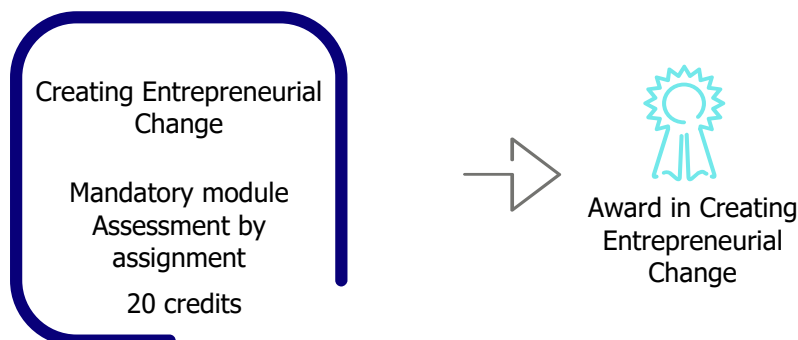 Creating Entrepreneurial
Change
Mandatory module
Assessment by
assignment
20 credits
Award in Creating
Entrepreneurial
Change